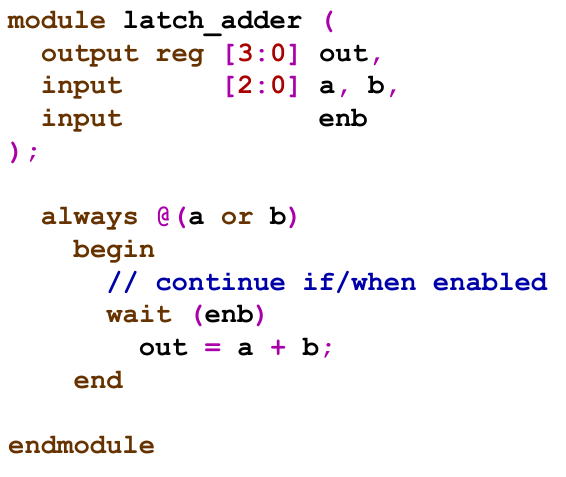 module latch_adder (
  output reg [3:0] out,
  input      [2:0] a, b,
  input            enb
);

  always @(a or b)
    begin
      // continue if/when enabled
      wait (enb)
        out = a + b;
    end

endmodule